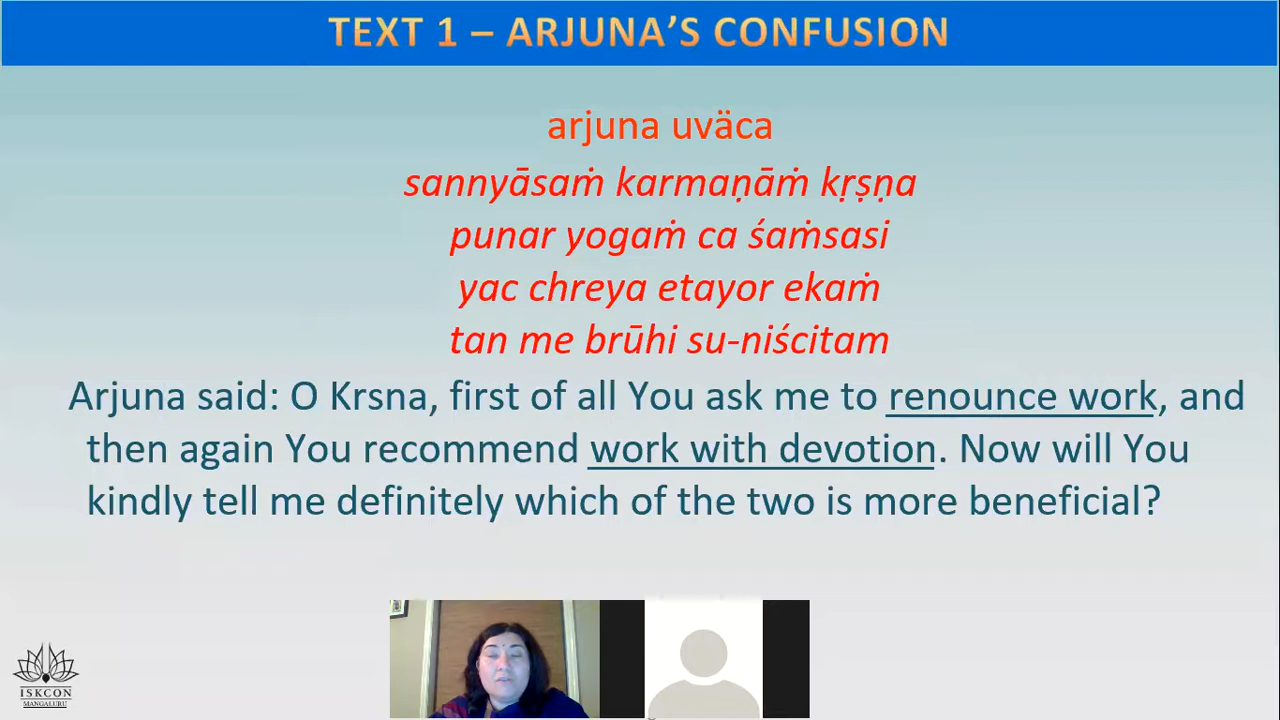 TEXT 1 – ARJUNA'S CONFUSION
arjuna uväca
sannyāsaṁ karmaṇāṁ kṛṣṇa
punar yogaṁ ca śaṁsasi
yac chreya etayor ekaṁ
tan me brūhi su-niścitam
Arjuna said: O Krsna, first of all You ask me to renounce work, and
then again You recommend work with devotion. Now will You
kindly tell me definitely which of the two is more beneficial?
ISKCON
MANGALURU